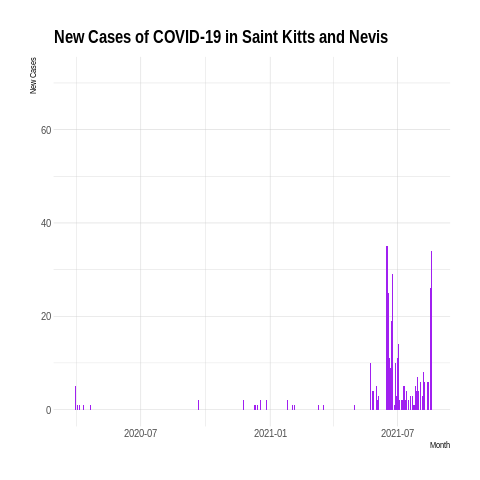 New Cases of COVID-19 in Saint Kitts and Nevis
New Cases
60
40
20
0
2020-07
2021-01
2021-07
Month